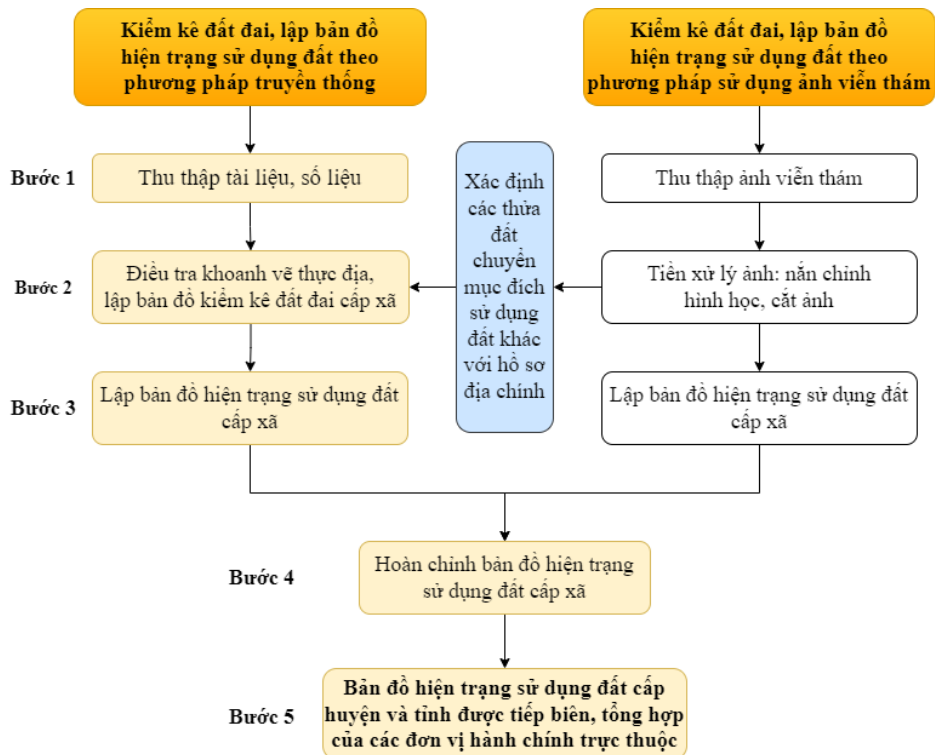 Kiểm kê đất đai, lập bản đồ
hiện trạng sử dụng đất theo
phương pháp truyền thống
Kiểm kê đất đai, lập bản đồ
hiện trạng sử dụng đất theo
phương pháp sử dụng ảnh viễn thám
Bước 1
Thu thập tài liệu, số liệu
Thu thập ảnh viễn thám
Xác định
các thửa
đất
chuyển
mục đích
sử dụng
đất khác
với hồ sơ
địa chính
Bước 2
Điều tra khoanh vẽ thực địa,
lập bản đồ kiểm kê đất đai cấp xã
Tiền xử lý ảnh: nắn chỉnh
hình học, cắt ảnh
Bước 3
Lập bản đồ hiện trạng sử dụng đất
cấp xã
Lập bản đồ hiện trạng sử dụng đất
cấp xã
Bước 4
Hoàn chỉnh bản đồ hiện trạng
sử dụng đất cấp xã
Bước 5
Bản đồ hiện trạng sử dụng đất cấp
huyện và tỉnh được tiếp biên, tổng hợp
của các đơn vị hành chính trực thuộc